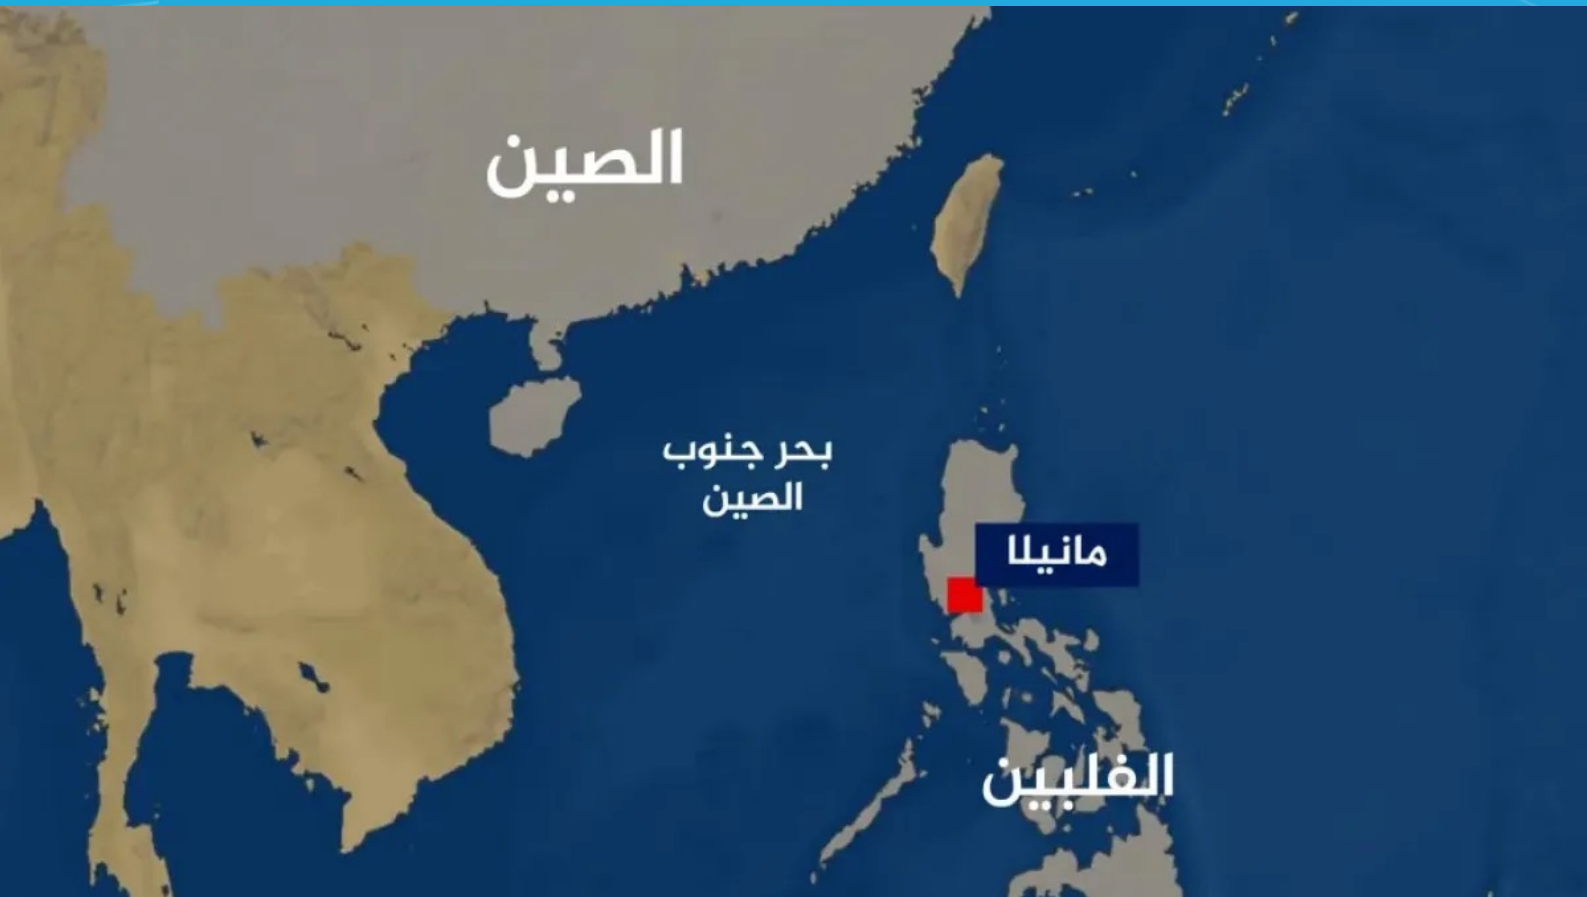 الصين
بحر جنوب
الصين
مانيلا
الفلبين